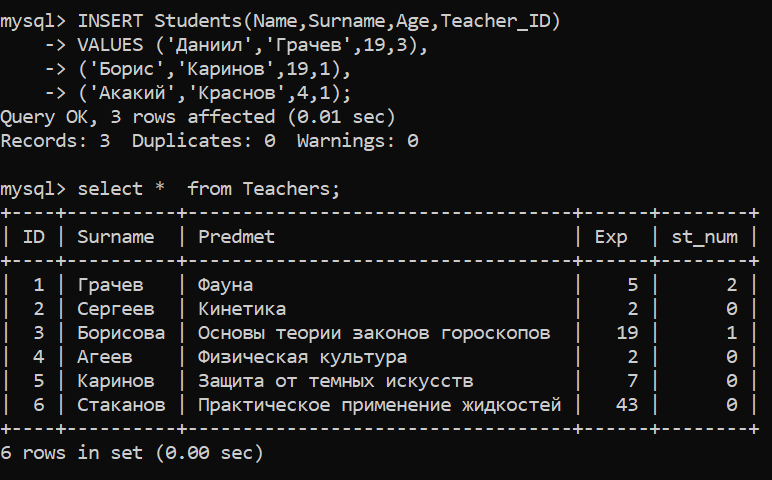 mysql> INSERT Students(Name,Surname,Age,Teacher_ID)
    -> VALUES ('Даниил','Грачев',19,3),
    -> ('Борис','Каринов',19,1),
    -> ('Акакий','Краснов',4,1);
Query OK, 3 rows affected (0.01 sec)
Records: 3  Duplicates: 0  Warnings: 0

mysql> select *  from Teachers;
+----+----------+-----------------------------------+------+--------+
| ID | Surname  | Predmet                           | Exp  | st_num |
+----+----------+-----------------------------------+------+--------+
|  1 | Грачев   | Фауна                             |    5 |      2 |
|  2 | Сергеев  | Кинетика                          |    2 |      0 |
|  3 | Борисова | Основы теории законов гороскопов  |   19 |      1 |
|  4 | Агеев    | Физическая культура               |    2 |      0 |
|  5 | Каринов  | Защита от темных искусств         |    7 |      0 |
|  6 | Стаканов | Практическое применение жидкостей |   43 |      0 |
+----+----------+-----------------------------------+------+--------+
6 rows in set (0.00 sec)